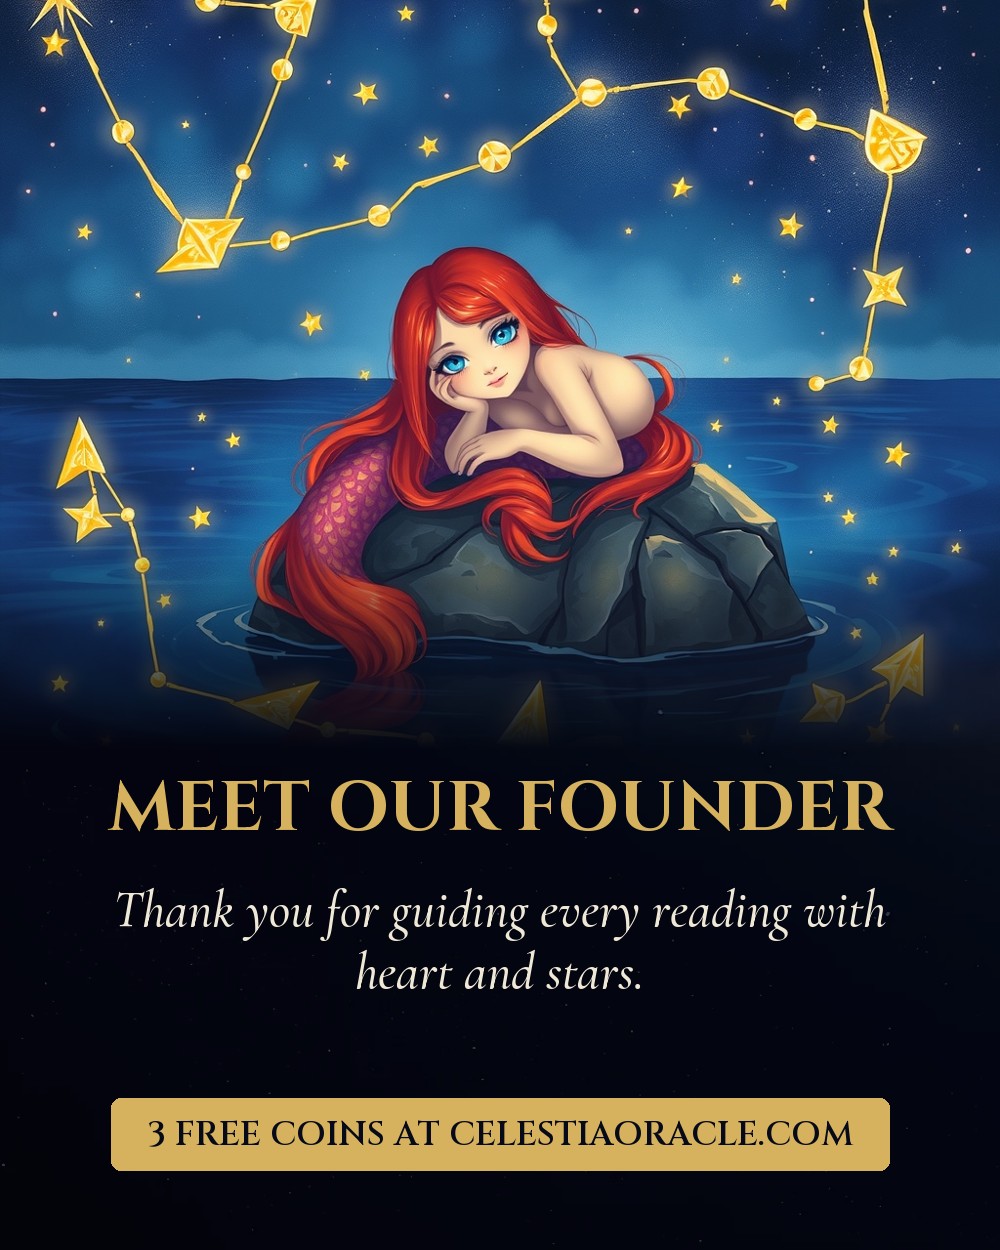 MEET OUR FOUNDER
Thank you for guiding every reading with
heart and stars.
3 FREE COINS AT CELESTIAORACLE.COM